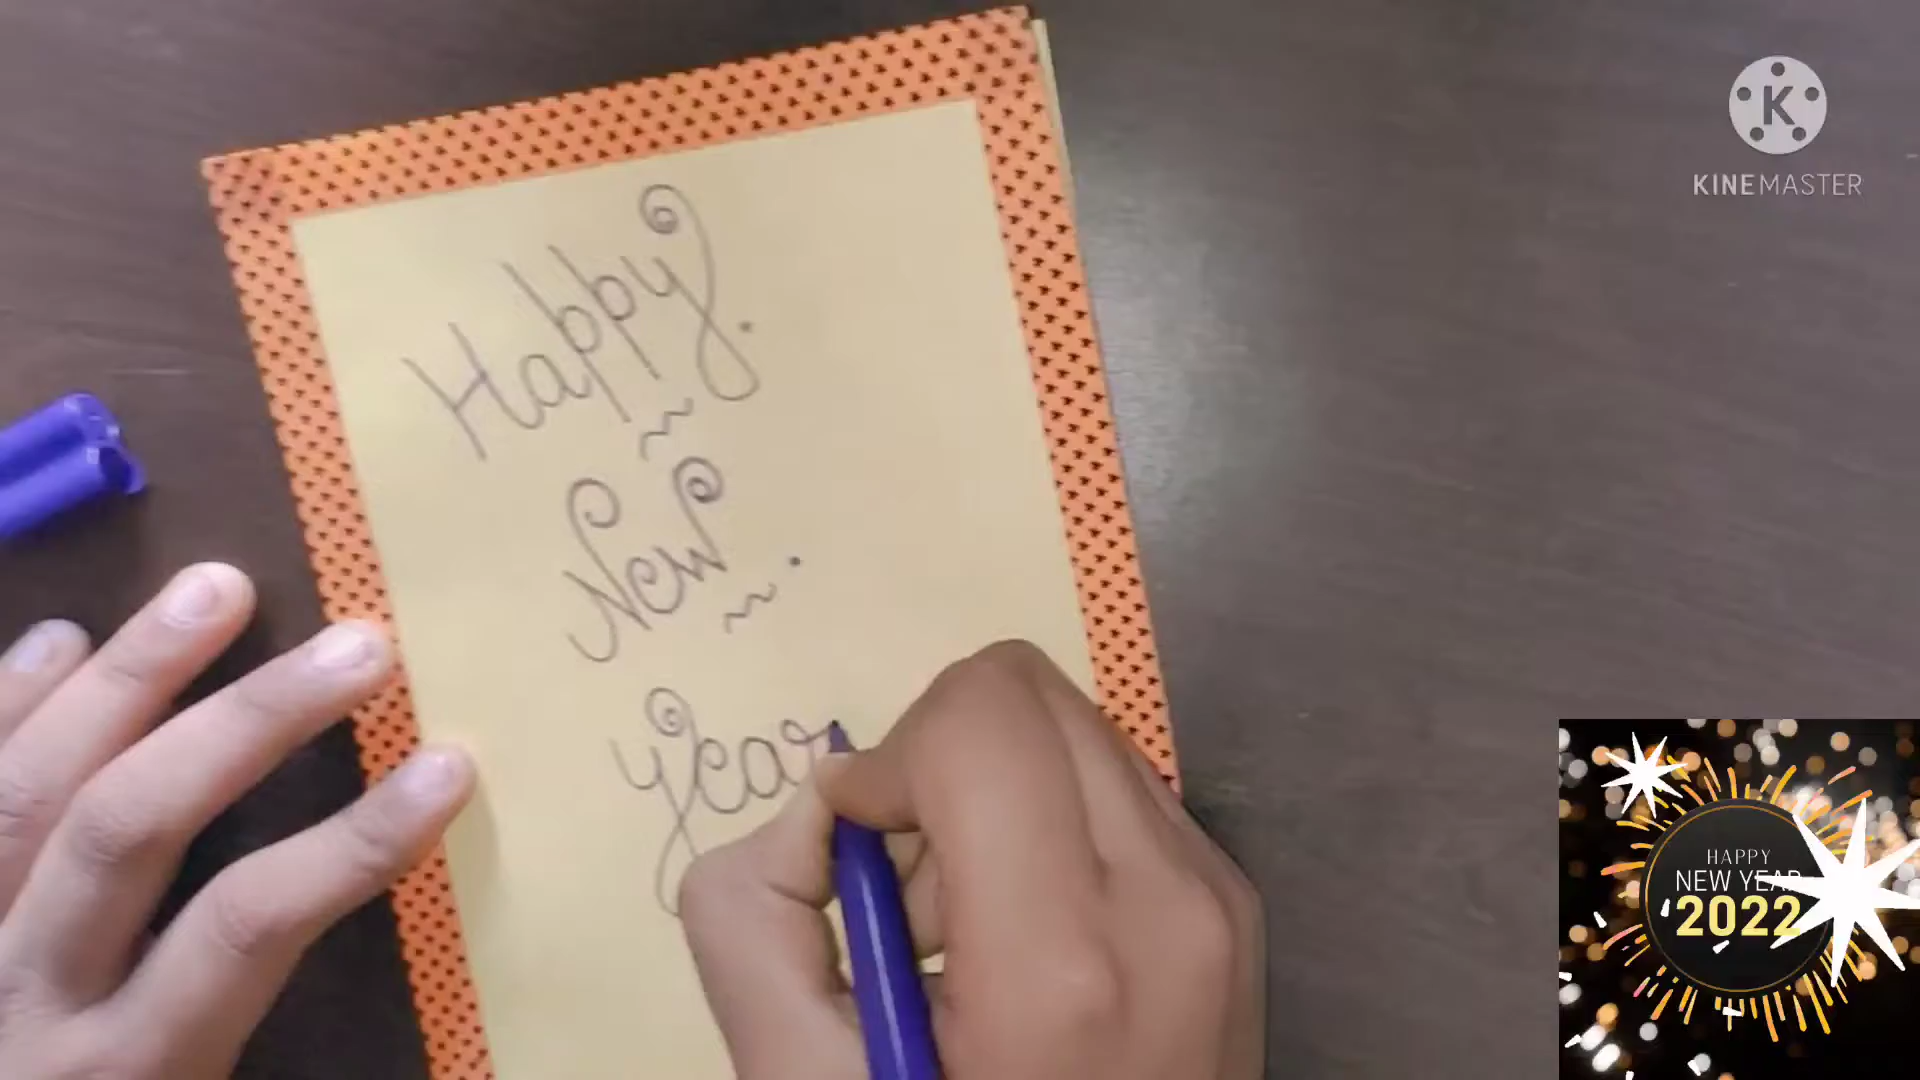 Happy.
~
New
~.
year
K
KINEMASTER
HAPPY
NEW YEAR
2022